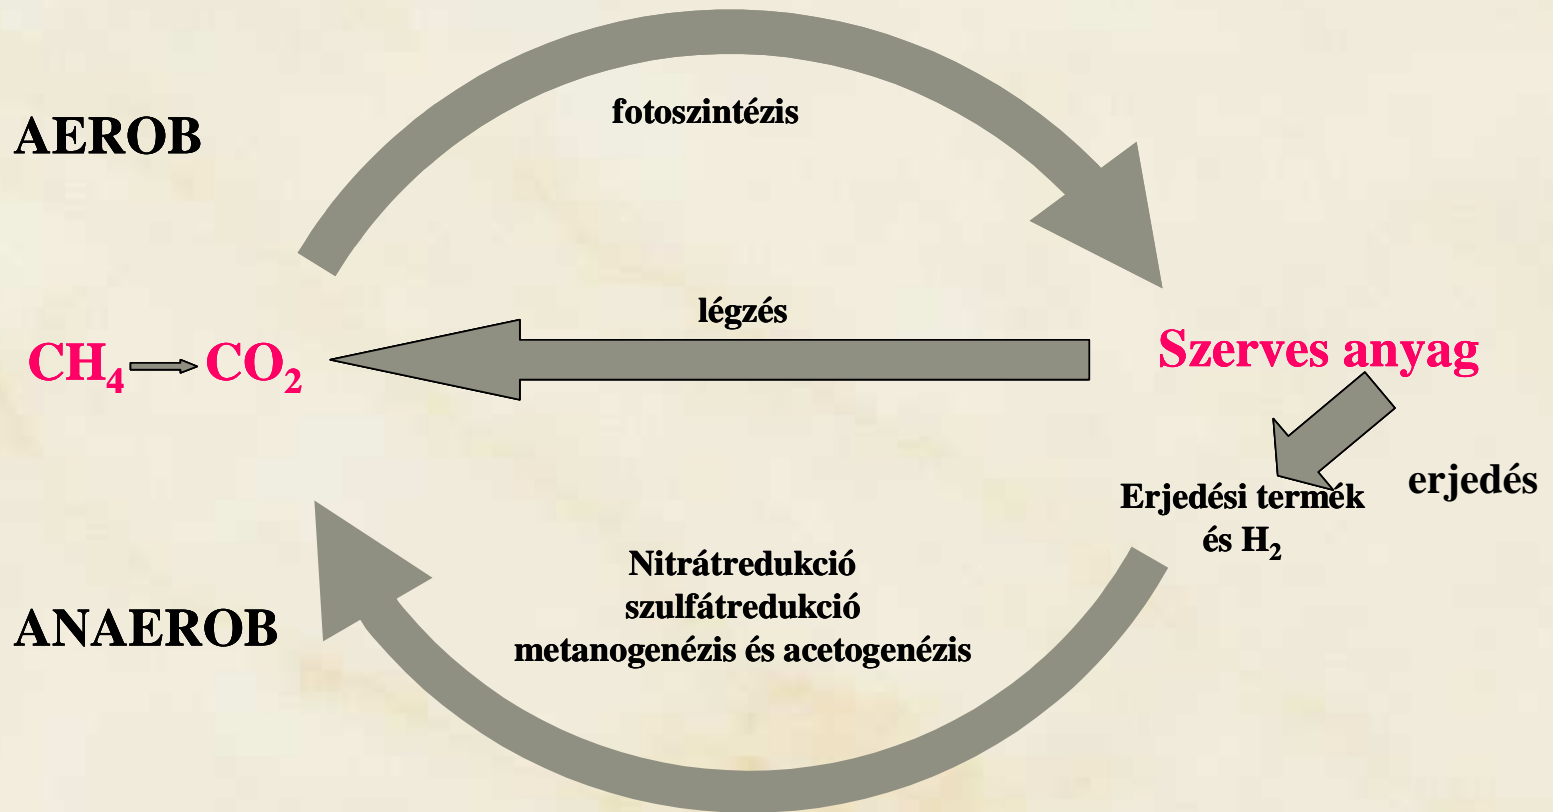 fotoszintézis
AEROB
légzés
CH₄ CO₂
Szerves anyag
erjedés
Erjedési termék
és H₂
Nitrátredukció
szulfátredukció
metanogenézis és acetogenézis
ANAEROB